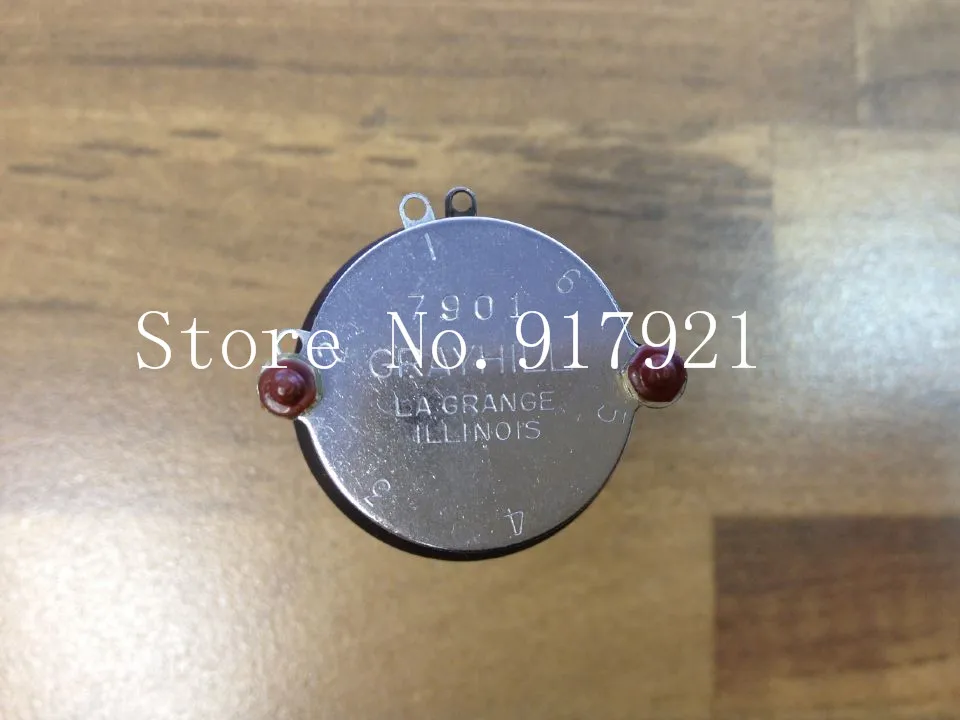 1
6
7901
Store No.917921
GRAYHILL
LA GRANGE
5
ILLINOIS
3
4